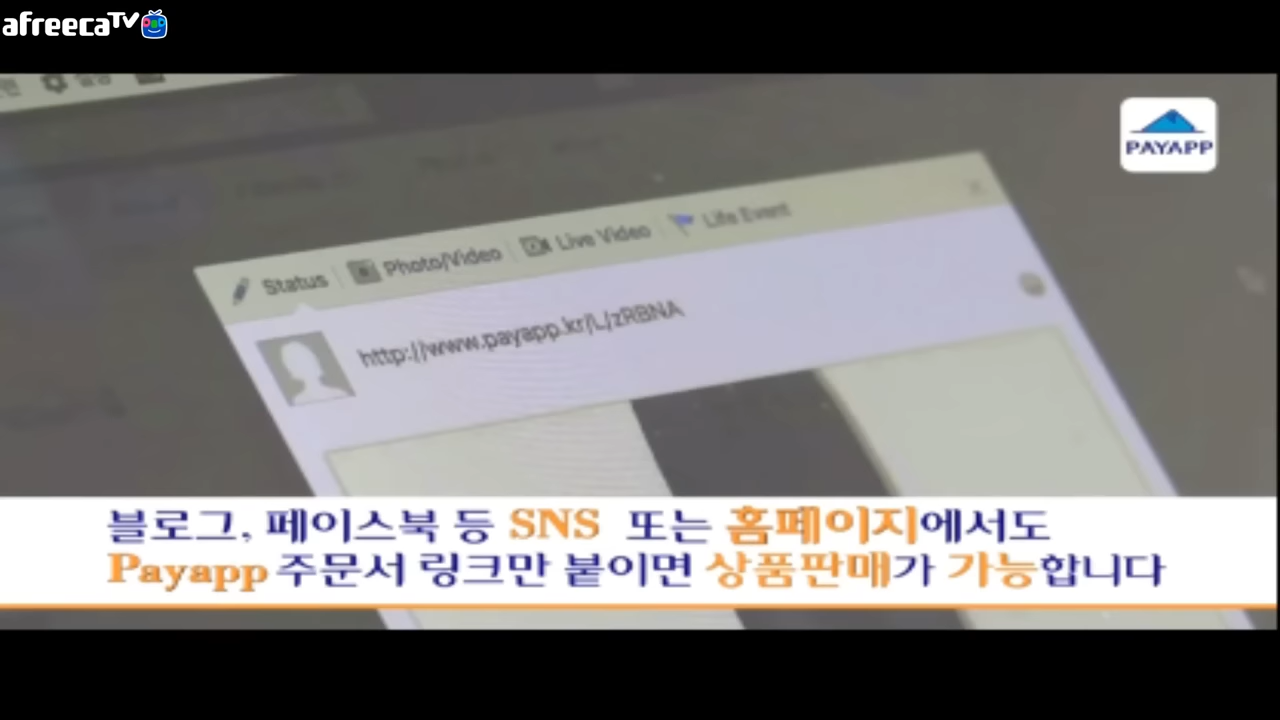 afreecaTV
PAYAPP
Status Photo/Video Live Video Life Event
http://www.payapp.kr/L/zRBNA
블로그, 페이스북 등 SNS 또는 홈페이지에서도
Payapp 주문서 링크만 붙이면 상품판매가 가능합니다